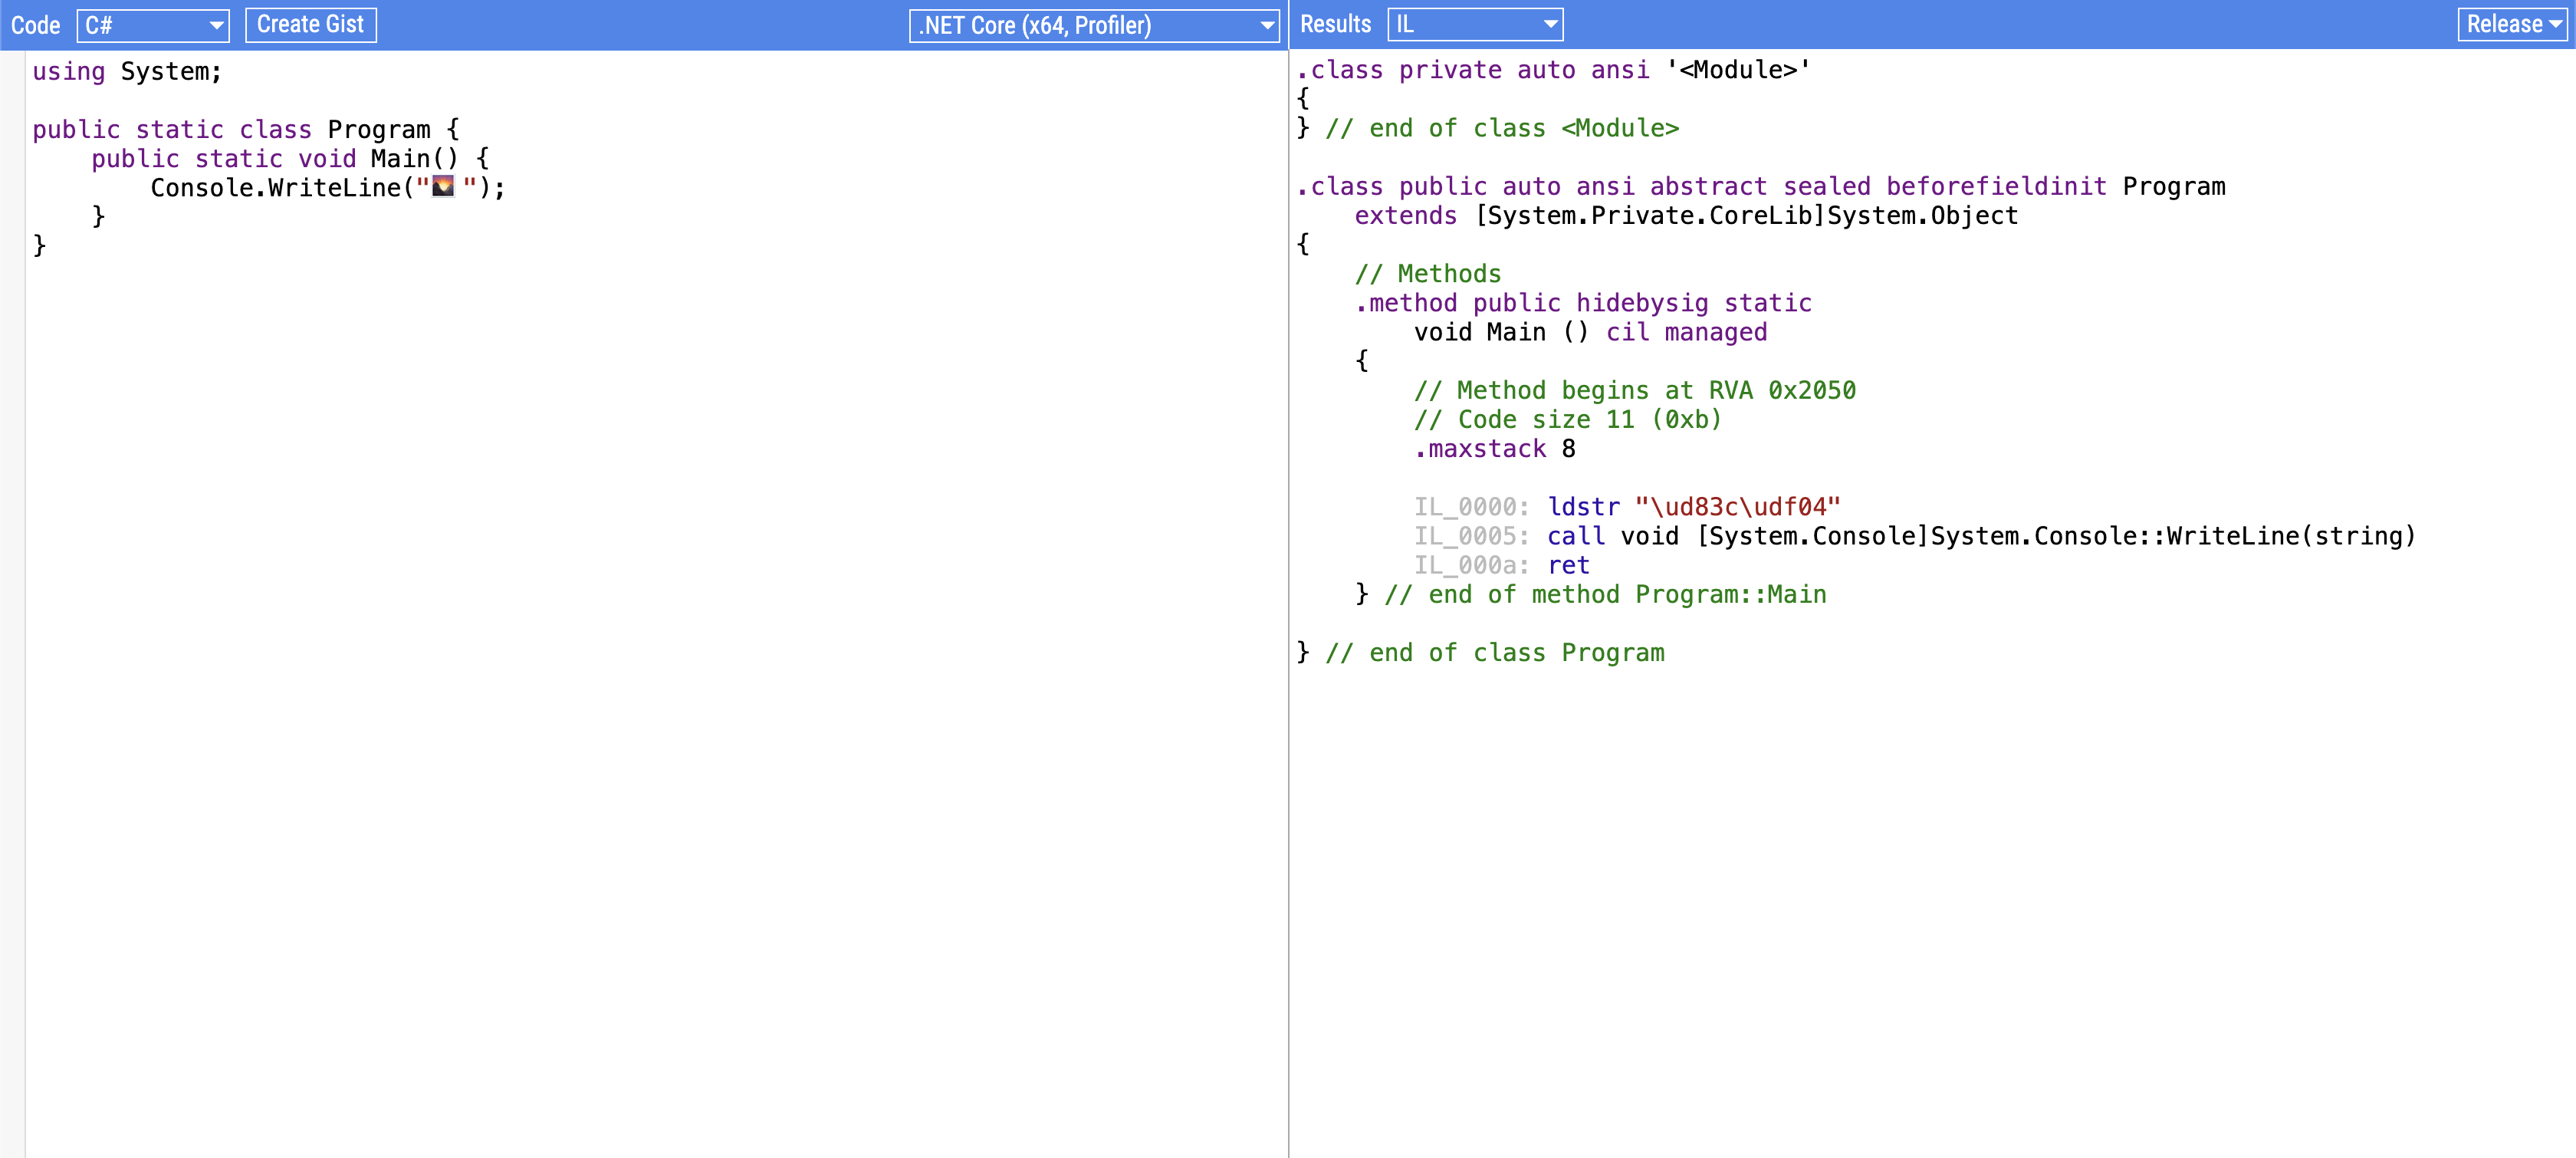 Code C# Create Gist .NET Core (x64, Profiler)
using System;
public static class Program {
    public static void Main() {
        Console.WriteLine("🌄");
    }
}
Results IL Release
.class private auto ansi '<Module>'
{
} // end of class <Module>
.class public auto ansi abstract sealed beforefieldinit Program
    extends [System.Private.CoreLib]System.Object
{
    // Methods
    .method public hidebysig static
        void Main () cil managed
    {
        // Method begins at RVA 0x2050
        // Code size 11 (0xb)
        .maxstack 8
        IL_0000: ldstr "\ud83c\udf04"
        IL_0005: call void [System.Console]System.Console::WriteLine(string)
        IL_000a: ret
    } // end of method Program::Main
} // end of class Program